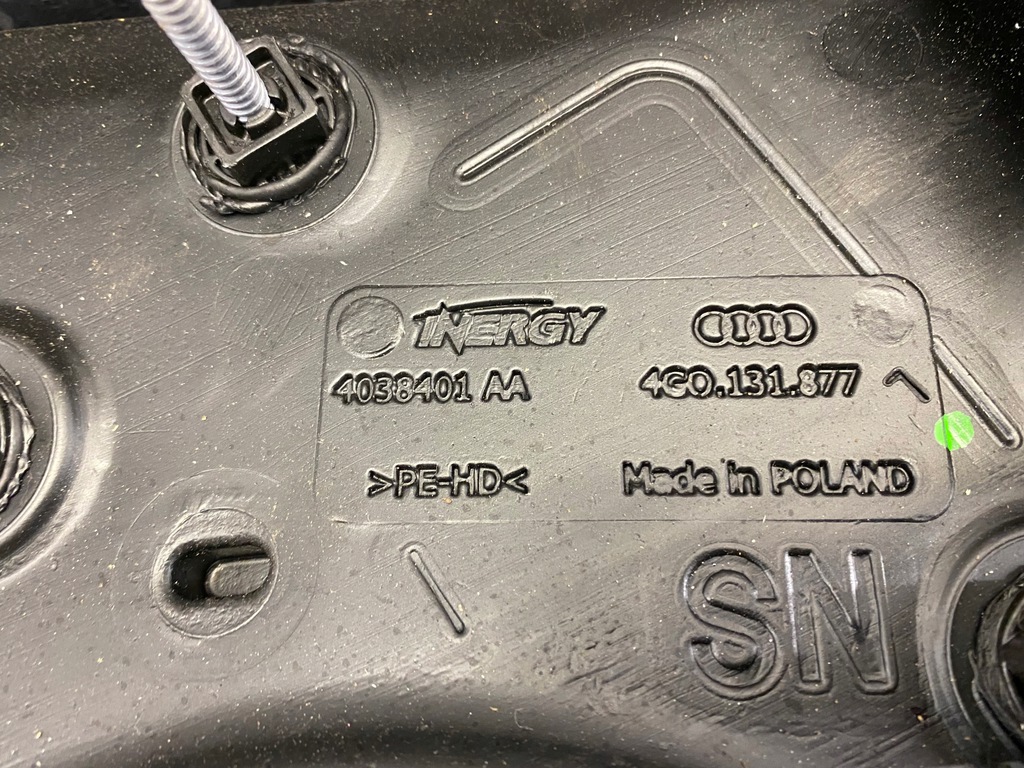 INERGY
4038401 AA
4G0.131.877
>PE-HD<
Made in POLAND
SN